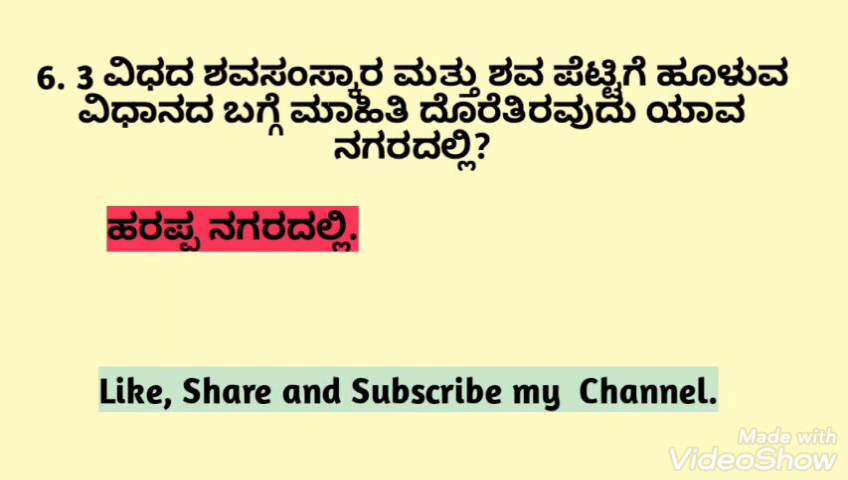 6. 3 ವಿಧದ ಶವಸಂಸ್ಕಾರ ಮತ್ತು ಶವ ಪೆಟ್ಟಿಗೆ ಹೂಳುವ
ವಿಧಾನದ ಬಗ್ಗೆ ಮಾಹಿತಿ ದೊರೆತಿರವುದು ಯಾವ
ನಗರದಲ್ಲಿ?
ಹರಪ್ಪ ನಗರದಲ್ಲಿ.
Like, Share and Subscribe my Channel.
Made with
VideoShow